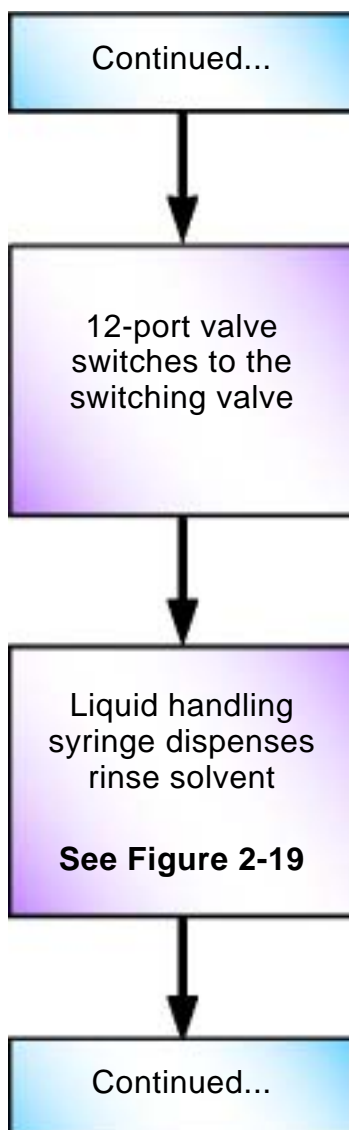 Continued...
12-port valve
switches to the
switching valve
Liquid handling
syringe dispenses
rinse solvent
See Figure 2-19
Continued...